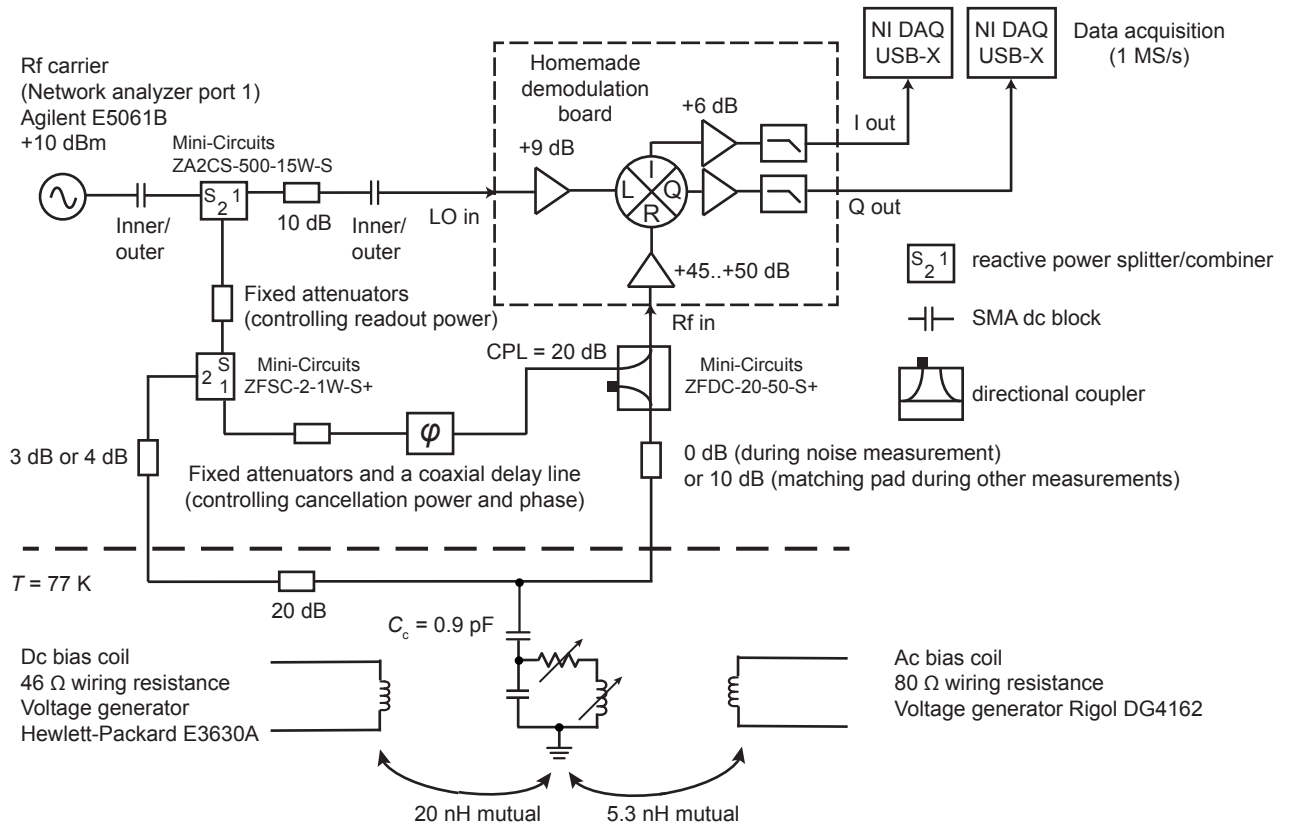 Rf carrier
(Network analyzer port 1)
Agilent E5061B
+10 dBm
Mini-Circuits
ZA2CS-500-15W-S
S 1
2
Inner/
outer
10 dB
Inner/
outer
LO in
Homemade
demodulation
board
+9 dB
+6 dB
L I Q R
+45..+50 dB
NI DAQ
USB-X
NI DAQ
USB-X
Data acquisition
(1 MS/s)
I out
Q out
S 1
2
reactive power splitter/combiner
SMA dc block
directional coupler
Fixed attenuators
(controlling readout power)
2 S
1
Mini-Circuits
ZFSC-2-1W-S+
CPL = 20 dB
Rf in
Mini-Circuits
ZFDC-20-50-S+
φ
3 dB or 4 dB
Fixed attenuators and a coaxial delay line
(controlling cancellation power and phase)
0 dB (during noise measurement)
or 10 dB (matching pad during other measurements)
T = 77 K
20 dB
Cc = 0.9 pF
Dc bias coil
46 Ω wiring resistance
Voltage generator
Hewlett-Packard E3630A
Ac bias coil
80 Ω wiring resistance
Voltage generator Rigol DG4162
20 nH mutual
5.3 nH mutual